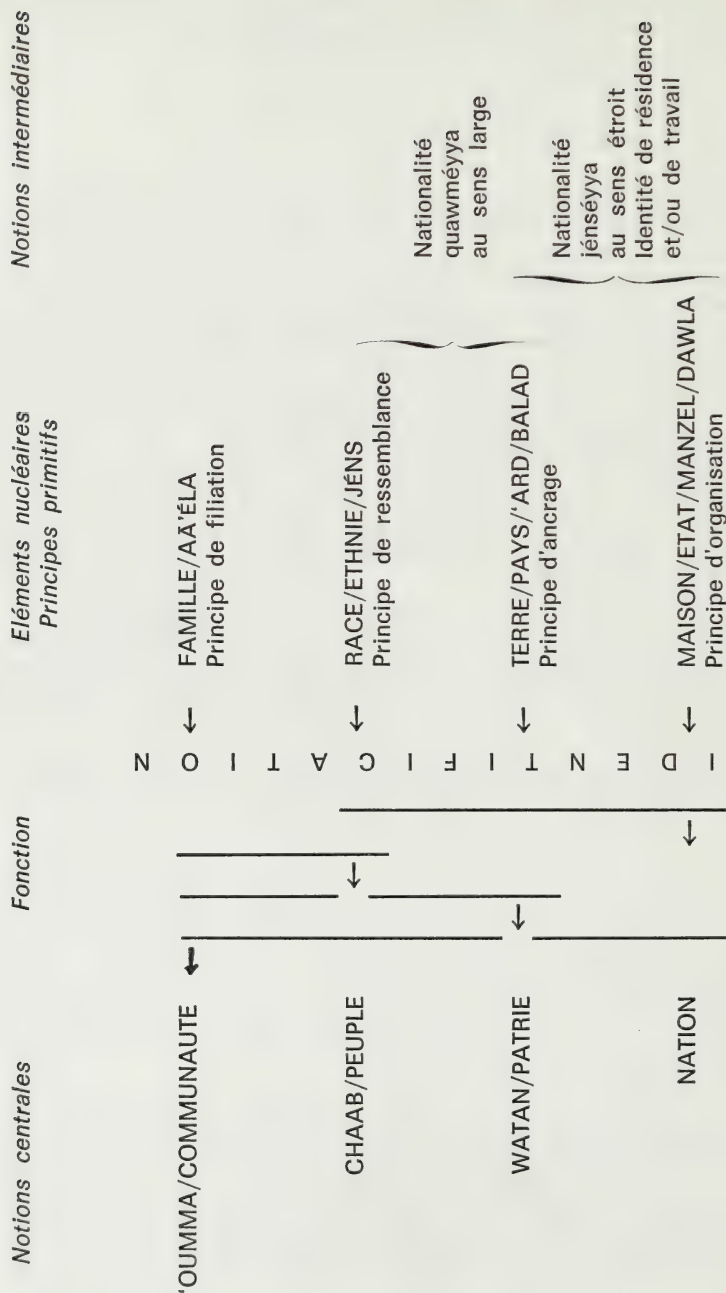 Notions centrales
Fonction
Eléments nucléaires
Principes primitifs
Notions intermédiaires
'OUMMA/COMMUNAUTE
CHAAB/PEUPLE
WATAN/PATRIE
NATION
IDENTIFICATION
FAMILLE/AÄ'ÉLA
Principe de filiation
RACE/ETHNIE/JÉNS
Principe de ressemblance
TERRE/PAYS/'ARD/BALAD
Principe d'ancrage
MAISON/ETAT/MANZEL/DAWLA
Principe d'organisation
Nationalité
quawméyya
au sens large
Nationalité
jénséyya
au sens étroit
Identité de résidence
et/ou de travail